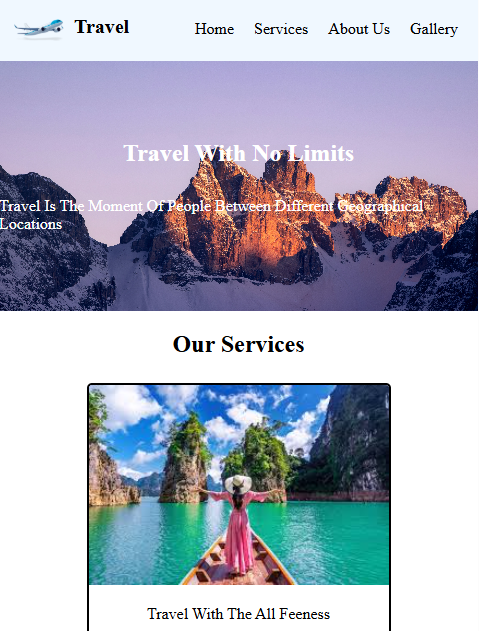 Travel
Home Services About Us Gallery
Travel With No Limits
Travel Is The Moment Of People Between Different Geographical
Locations
Our Services
Travel With The All Feeness